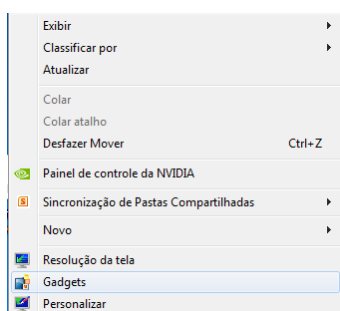 Exibir
Classificar por
Atualizar
Colar
Colar atalho
Desfazer Mover Ctrl+Z
Painel de controle da NVIDIA
Sincronização de Pastas Compartilhadas
Novo
Resolução da tela
Gadgets
Personalizar